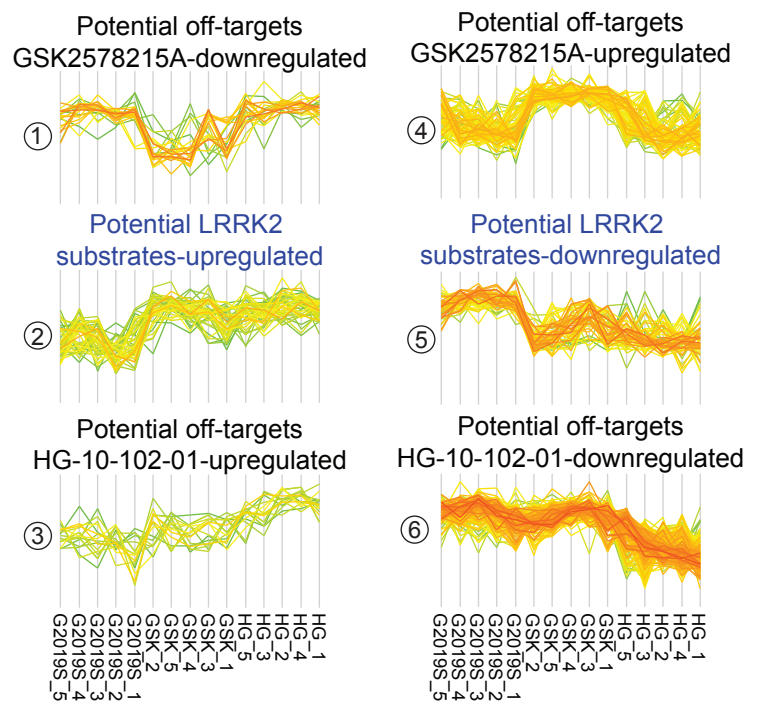 Potential off-targets
GSK2578215A-downregulated
①
Potential LRRK2
substrates-upregulated
②
Potential off-targets
HG-10-102-01-upregulated
③
G2019S_5
G2019S_4
G2019S_3
G2019S_2
G2019S_1
GSK_2
GSK_5
GSK_4
GSK_3
GSK_1
HG_5
HG_3
HG_2
HG_4
HG_1
Potential off-targets
GSK2578215A-upregulated
④
Potential LRRK2
substrates-downregulated
⑤
Potential off-targets
HG-10-102-01-downregulated
⑥
G2019S_5
G2019S_4
G2019S_3
G2019S_2
G2019S_1
GSK_2
GSK_5
GSK_4
GSK_3
GSK_1
HG_5
HG_3
HG_2
HG_4
HG_1